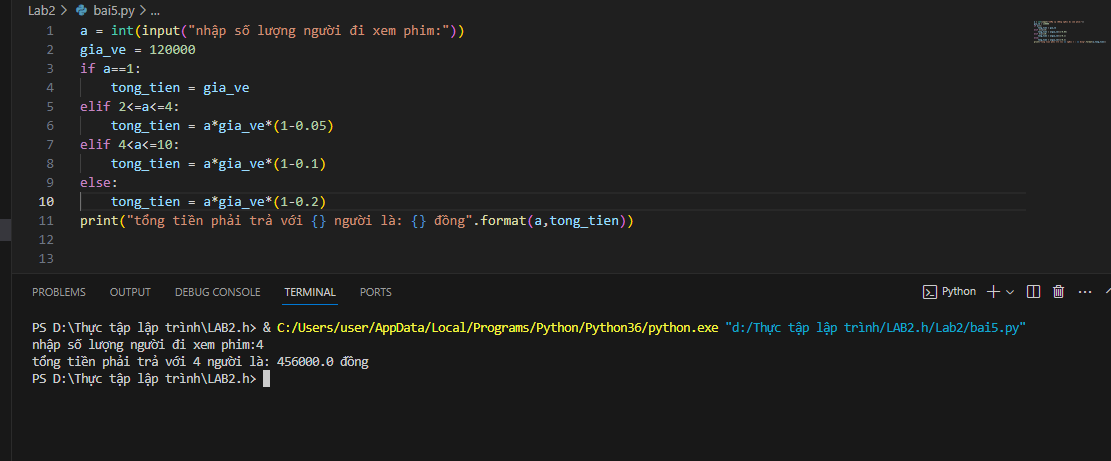 Lab2 > bai5.py > ...
1 a = int(input("nhập số lượng người đi xem phim:"))
2 gia_ve = 120000
3 if a==1:
4     tong_tien = gia_ve
5 elif 2<=a<=4:
6     tong_tien = a*gia_ve*(1-0.05)
7 elif 4<a<=10:
8     tong_tien = a*gia_ve*(1-0.1)
9 else:
10     tong_tien = a*gia_ve*(1-0.2)
11 print("tổng tiền phải trả với {} người là: {} đồng".format(a,tong_tien))
12
13
PROBLEMS OUTPUT DEBUG CONSOLE TERMINAL PORTS Python
PS D:\Thực tập lập trình\LAB2.h> & C:/Users/user/AppData/Local/Programs/Python/Python36/python.exe "d:/Thực tập lập trình/LAB2.h/Lab2/bai5.py"
nhập số lượng người đi xem phim:4
tổng tiền phải trả với 4 người là: 456000.0 đồng
PS D:\Thực tập lập trình\LAB2.h>